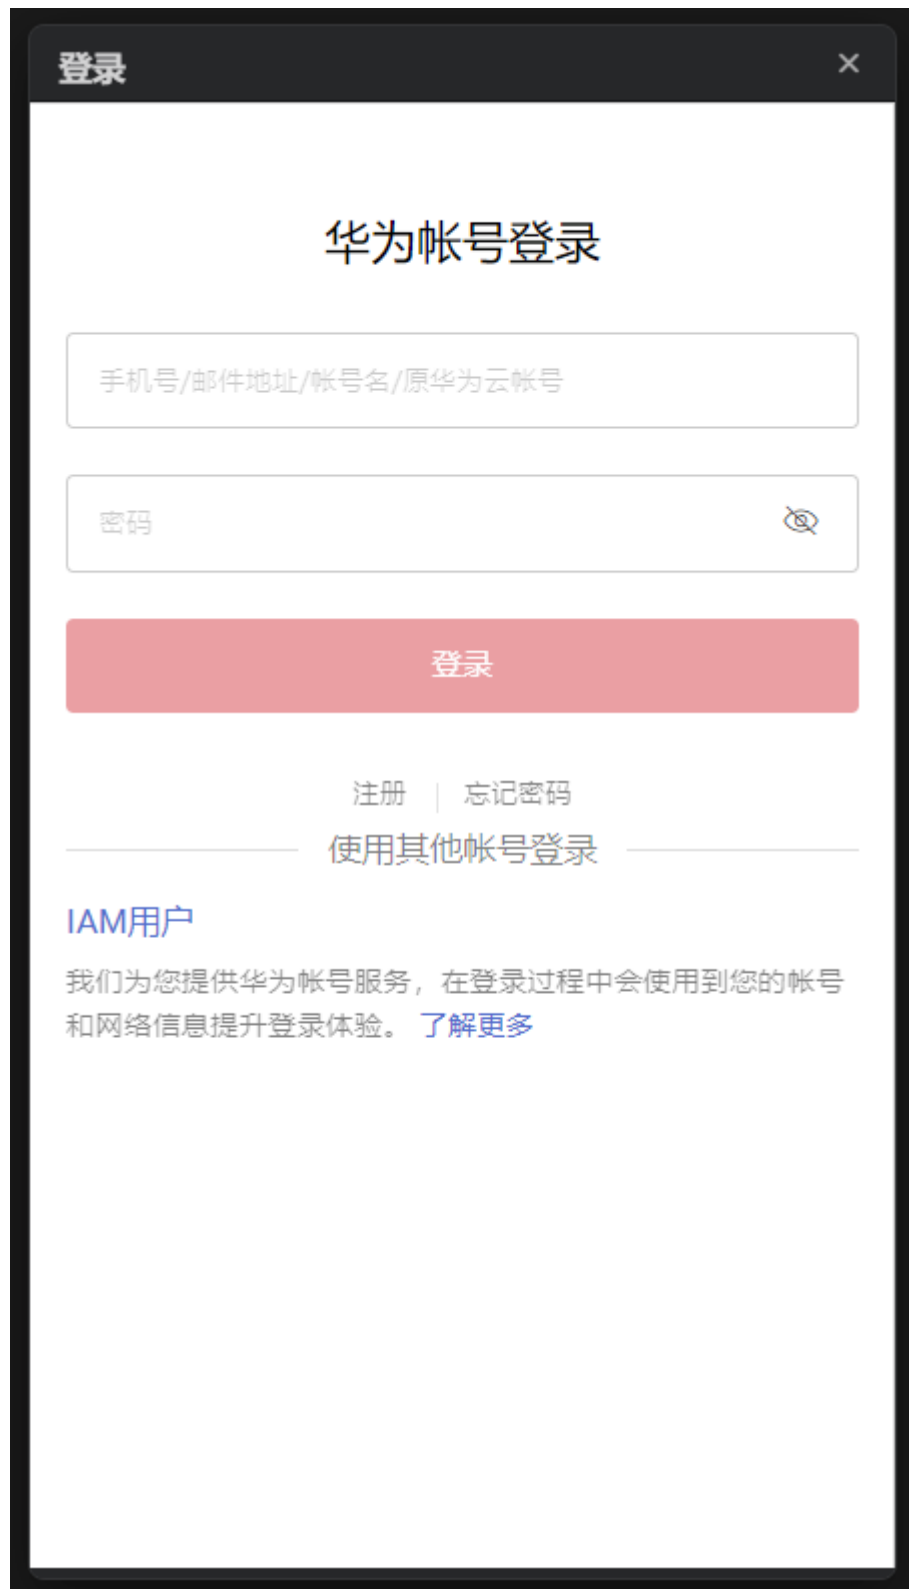 登录
华为帐号登录
手机号/邮件地址/帐号名/原华为云帐号
密码
登录
注册 | 忘记密码
使用其他帐号登录
IAM用户
我们为您提供华为帐号服务，在登录过程中会使用到您的帐号
和网络信息提升登录体验。 了解更多